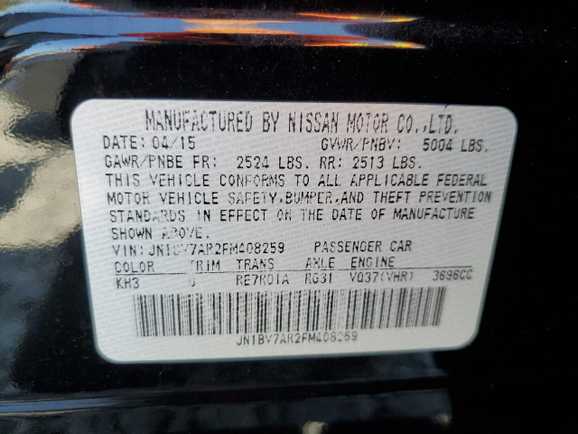 MANUFACTURED BY NISSAN MOTOR CO.,LTD.
DATE: 04/15 GVWR/PNBV: 5004 LBS.
GAWR/PNBE FR: 2524 LBS. RR: 2513 LBS.
THIS VEHICLE CONFORMS TO ALL APPLICABLE FEDERAL
MOTOR VEHICLE SAFETY,BUMPER,AND THEFT PREVENTION
STANDARDS IN EFFECT ON THE DATE OF MANUFACTURE
SHOWN ABOVE.
VIN: JN1BV7AR2FM408259 PASSENGER CAR
COLOR TRIM TRANS AXLE ENGINE
KH3 RE7R01A RG31 VQ37(VHR) 3696CC
JN1BV7AR2FM408259